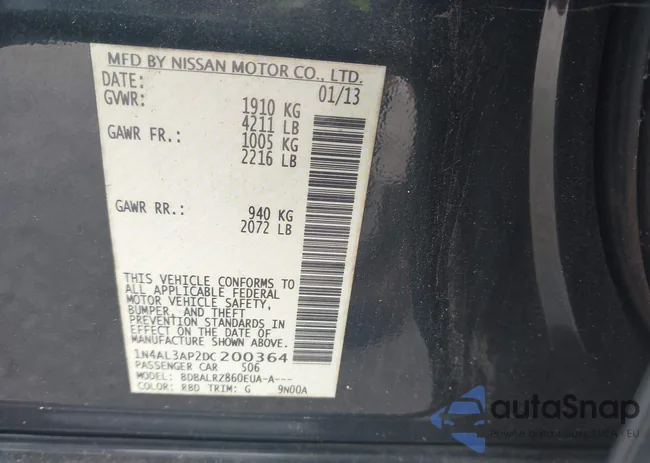 MFD BY NISSAN MOTOR CO., LTD.
DATE: 01/13
GVWR: 1910 KG
4211 LB
GAWR FR.: 1005 KG
2216 LB
GAWR RR.: 940 KG
2072 LB
THIS VEHICLE CONFORMS TO
ALL APPLICABLE FEDERAL
MOTOR VEHICLE SAFETY,
BUMPER, AND THEFT
PREVENTION STANDARDS IN
EFFECT ON THE DATE OF
MANUFACTURE SHOWN ABOVE
1N4AL3AP2DC200364
PASSENGER CAR S06
MODEL: BDBALRZ860EUA-A---
COLOR: RBD TRIM: G 9N00A
autoSnap